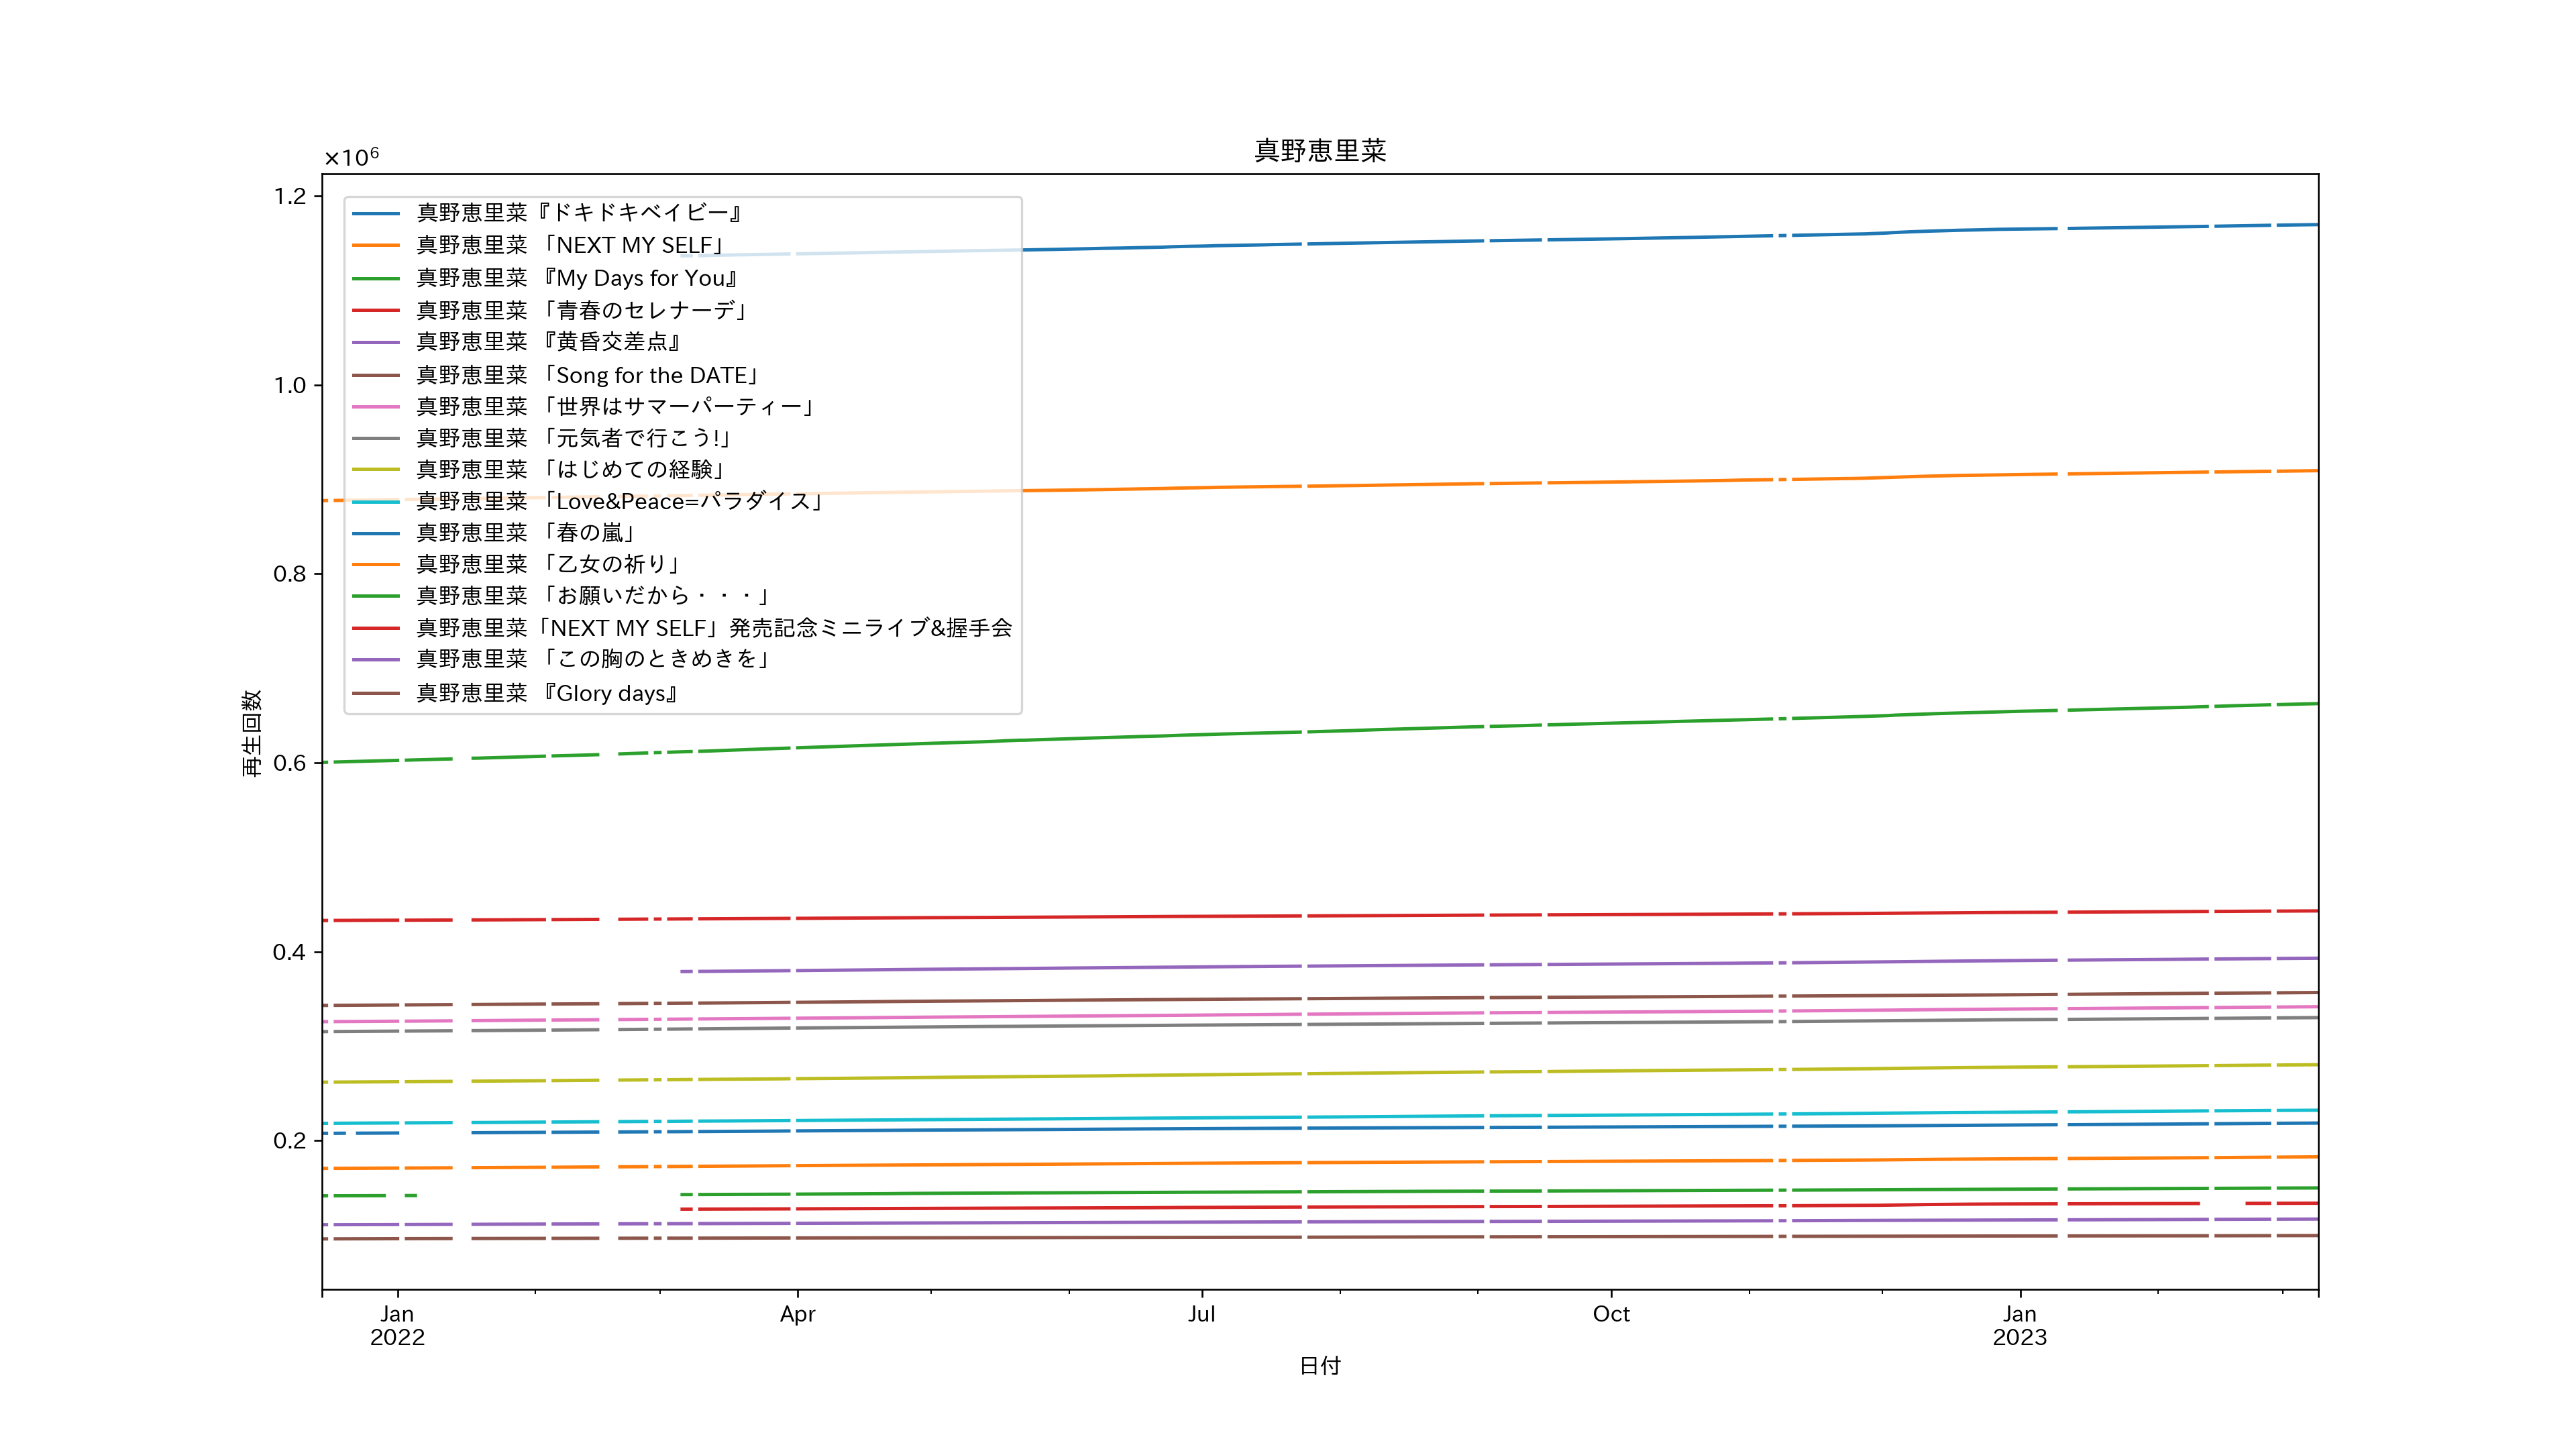 真野恵里菜
×10⁶
1.2
1.0
0.8
0.6
0.4
0.2
再生回数
真野恵里菜『ドキドキベイビー』
真野恵里菜 「NEXT MY SELF」
真野恵里菜 『My Days for You』
真野恵里菜 「青春のセレナーデ」
真野恵里菜 『黄昏交差点』
真野恵里菜 「Song for the DATE」
真野恵里菜 「世界はサマーパーティー」
真野恵里菜 「元気者で行こう!」
真野恵里菜 「はじめての経験」
真野恵里菜 「Love&Peace=パラダイス」
真野恵里菜 「春の嵐」
真野恵里菜 「乙女の祈り」
真野恵里菜 「お願いだから・・・」
真野恵里菜「NEXT MY SELF」発売記念ミニライブ&握手会
真野恵里菜 「この胸のときめきを」
真野恵里菜 『Glory days』
Jan Apr Jul Oct Jan
2022 2023
日付